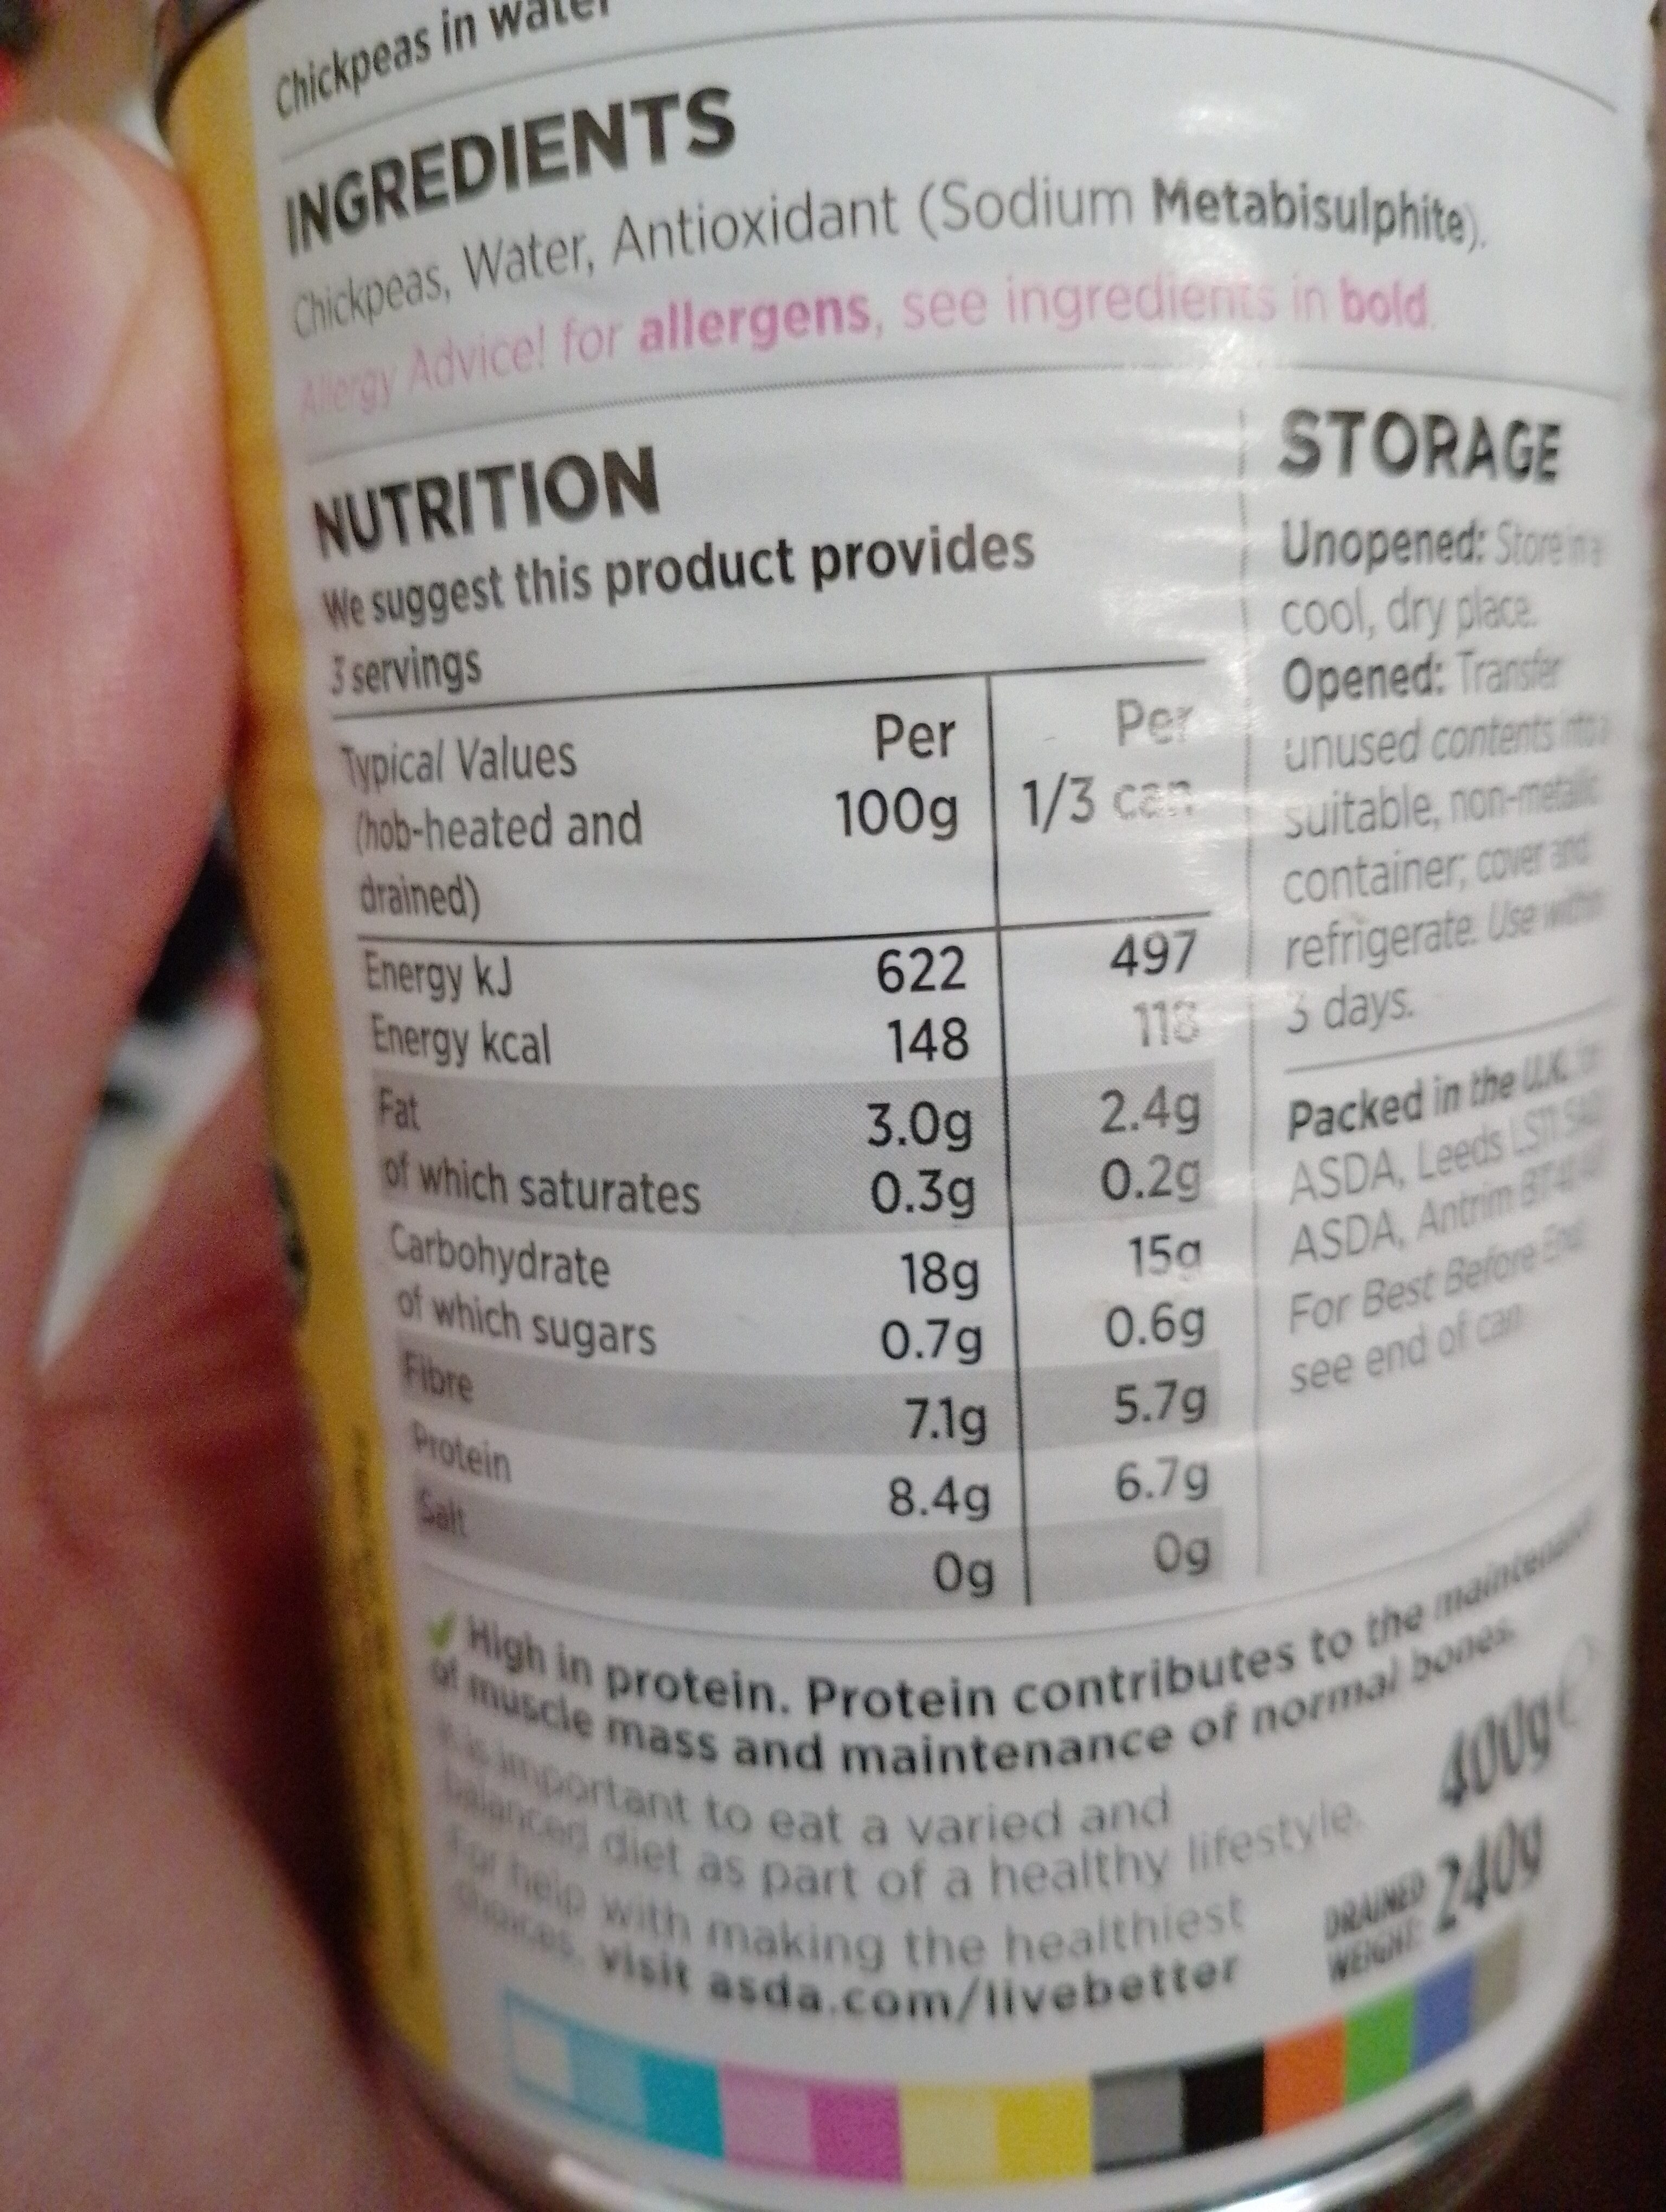 Chickpeas in water
INGREDIENTS
Chickpeas, Water, Antioxidant (Sodium Metabisulphite).
Allergy Advice! for allergens, see ingredients in bold.
NUTRITION
We suggest this product provides
3 servings
Typical Values
(hob-heated and
drained)
Per
100g
Per
1/3 can
Energy kJ 622 497
Energy kcal 148 118
Fat 3.0g 2.4g
of which saturates 0.3g 0.2g
Carbohydrate 18g 15g
of which sugars 0.7g 0.6g
Fibre 7.1g 5.7g
Protein 8.4g 6.7g
Salt 0g 0g
STORAGE
Unopened: Store in a
cool, dry place.
Opened: Transfer
unused contents into a
suitable, non-metallic
container; cover and
refrigerate. Use within
3 days.
Packed in the U.K. for
ASDA, Leeds LS11 5AD
ASDA, Antrim
For Best Before End
see end of can.
High in protein. Protein contributes to the maintenance
of muscle mass and maintenance of normal bones.
It is important to eat a varied and
balanced diet as part of a healthy lifestyle.
For help with making the healthiest
choices, visit asda.com/livebetter
400g e
DRAINED
WEIGHT: 240g